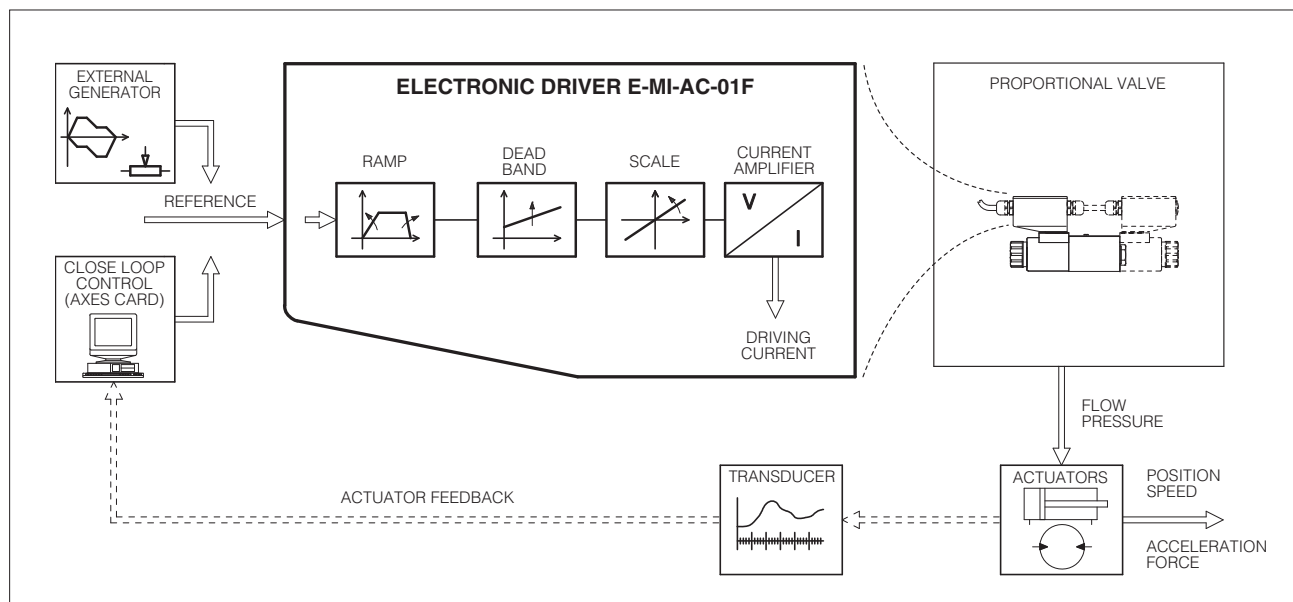 EXTERNAL
GENERATOR
REFERENCE
CLOSE LOOP
CONTROL
(AXES CARD)
ELECTRONIC DRIVER E-MI-AC-01F
RAMP
DEAD
BAND
SCALE
CURRENT
AMPLIFIER
V
I
DRIVING
CURRENT
PROPORTIONAL VALVE
FLOW
PRESSURE
ACTUATORS
POSITION
SPEED
ACCELERATION
FORCE
TRANSDUCER
ACTUATOR FEEDBACK